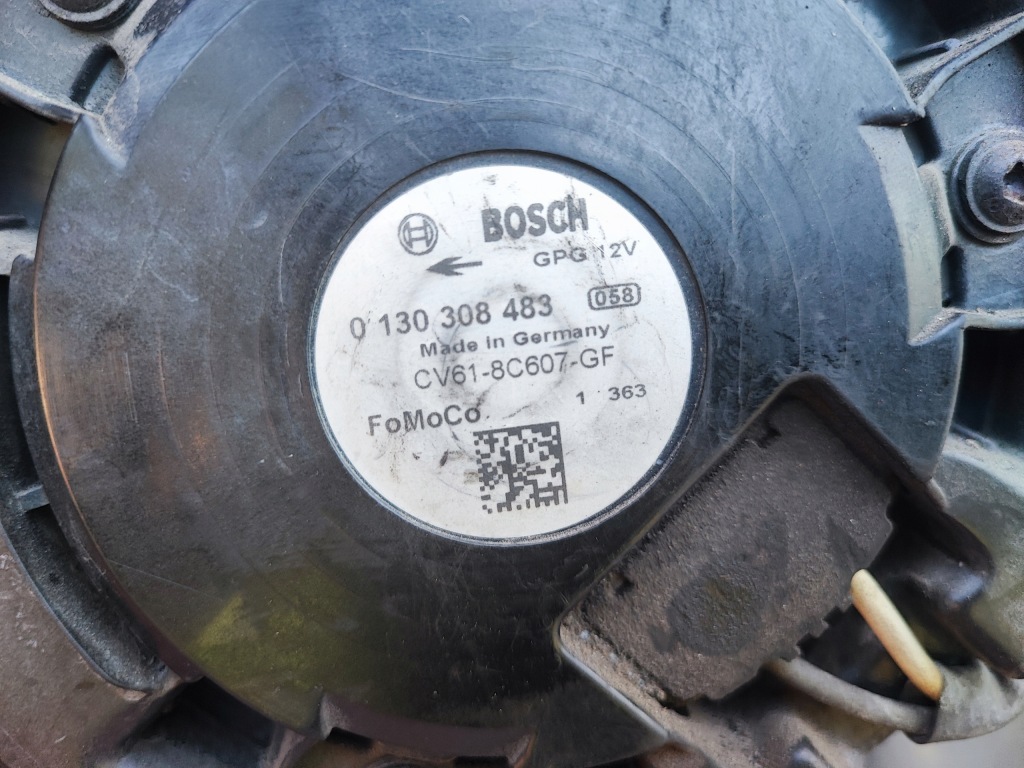 BOSCH
GPG 12V
0 130 308 483 058
Made in Germany
CV61-8C607-GF
1 363
FoMoCo